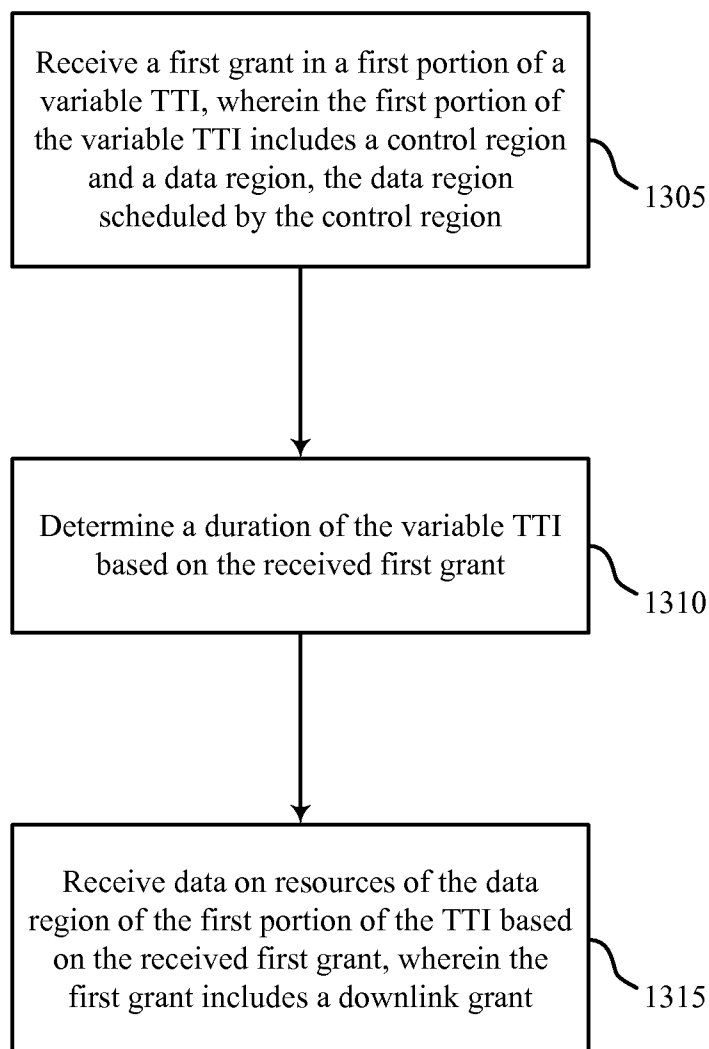 Receive a first grant in a first portion of a
variable TTI, wherein the first portion of
the variable TTI includes a control region
and a data region, the data region
scheduled by the control region
1305
Determine a duration of the variable TTI
based on the received first grant
1310
Receive data on resources of the data
region of the first portion of the TTI based
on the received first grant, wherein the
first grant includes a downlink grant
1315